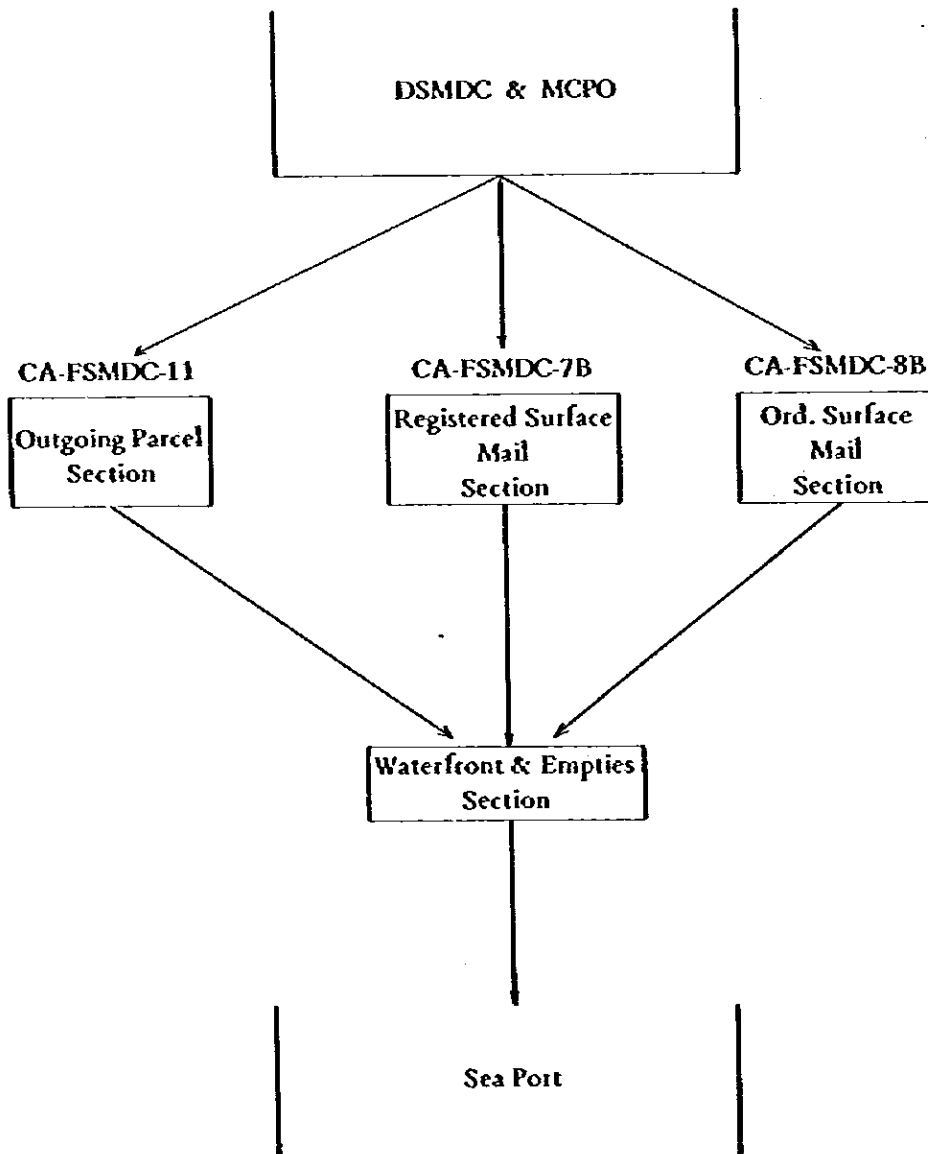 DSMDC & MCPO
CA-FSMDC-11
Outgoing Parcel
Section
CA-FSMDC-7B
Registered Surface
Mail
Section
CA-FSMDC-8B
Ord. Surface
Mail
Section
Waterfront & Empties
Section
Sea Port